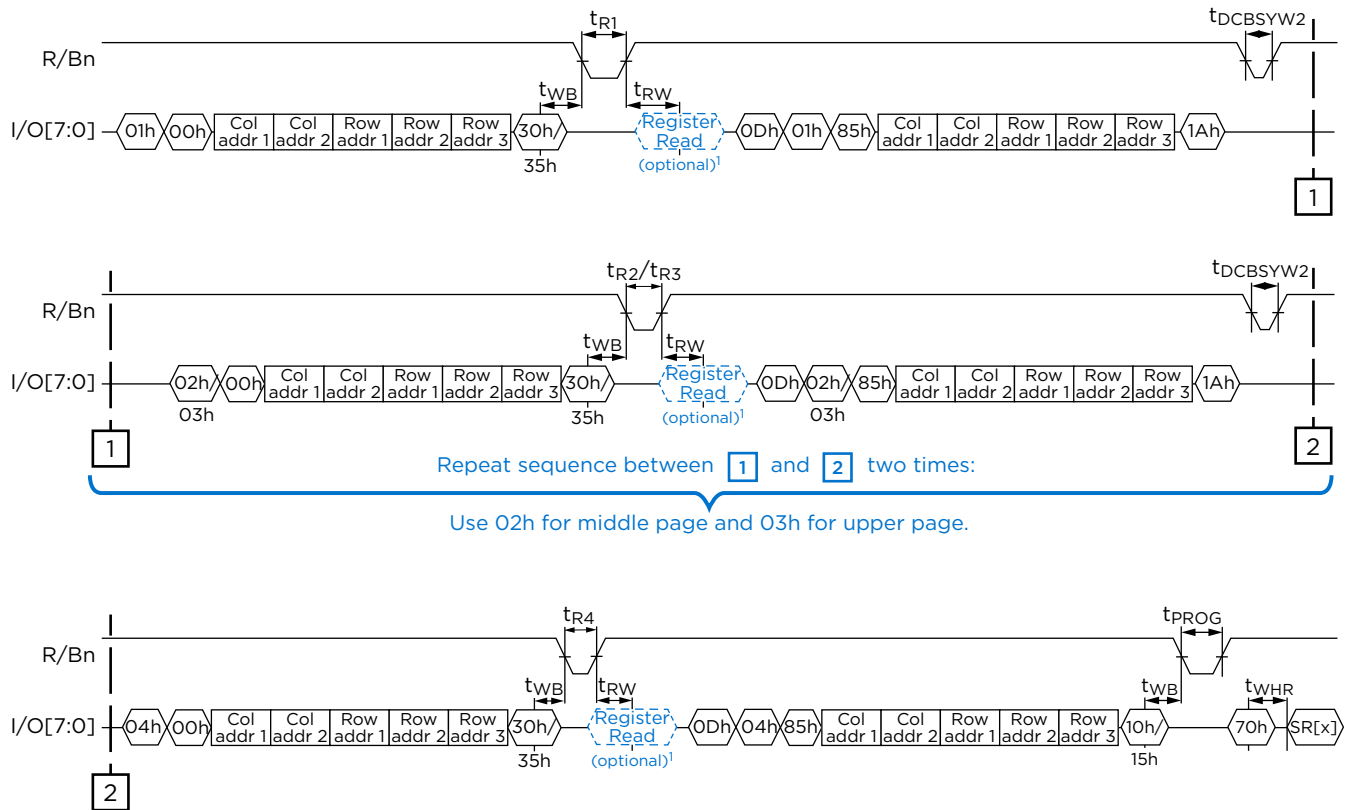 tR1 tDCBSYW2
R/Bn
tWB tRW
I/O[7:0] 01h 00h Col addr 1 Col addr 2 Row addr 1 Row addr 2 Row addr 3 30h/ Register Read 0Dh 01h 85h Col addr 1 Col addr 2 Row addr 1 Row addr 2 Row addr 3 1Ah
35h (optional)1
1
tR2/tR3 tDCBSYW2
R/Bn
tWB tRW
I/O[7:0] 02h/ 00h Col addr 1 Col addr 2 Row addr 1 Row addr 2 Row addr 3 30h/ Register Read 0Dh 02h/ 85h Col addr 1 Col addr 2 Row addr 1 Row addr 2 Row addr 3 1Ah
03h 35h (optional)1 03h
1 2
Repeat sequence between 1 and 2 two times:
Use 02h for middle page and 03h for upper page.
tR4 tPROG
R/Bn
tWB tRW tWB tWHR
I/O[7:0] 04h 00h Col addr 1 Col addr 2 Row addr 1 Row addr 2 Row addr 3 30h/ Register Read 0Dh 04h 85h Col addr 1 Col addr 2 Row addr 1 Row addr 2 Row addr 3 10h/ 70h SR[x]
35h (optional)1 15h
2